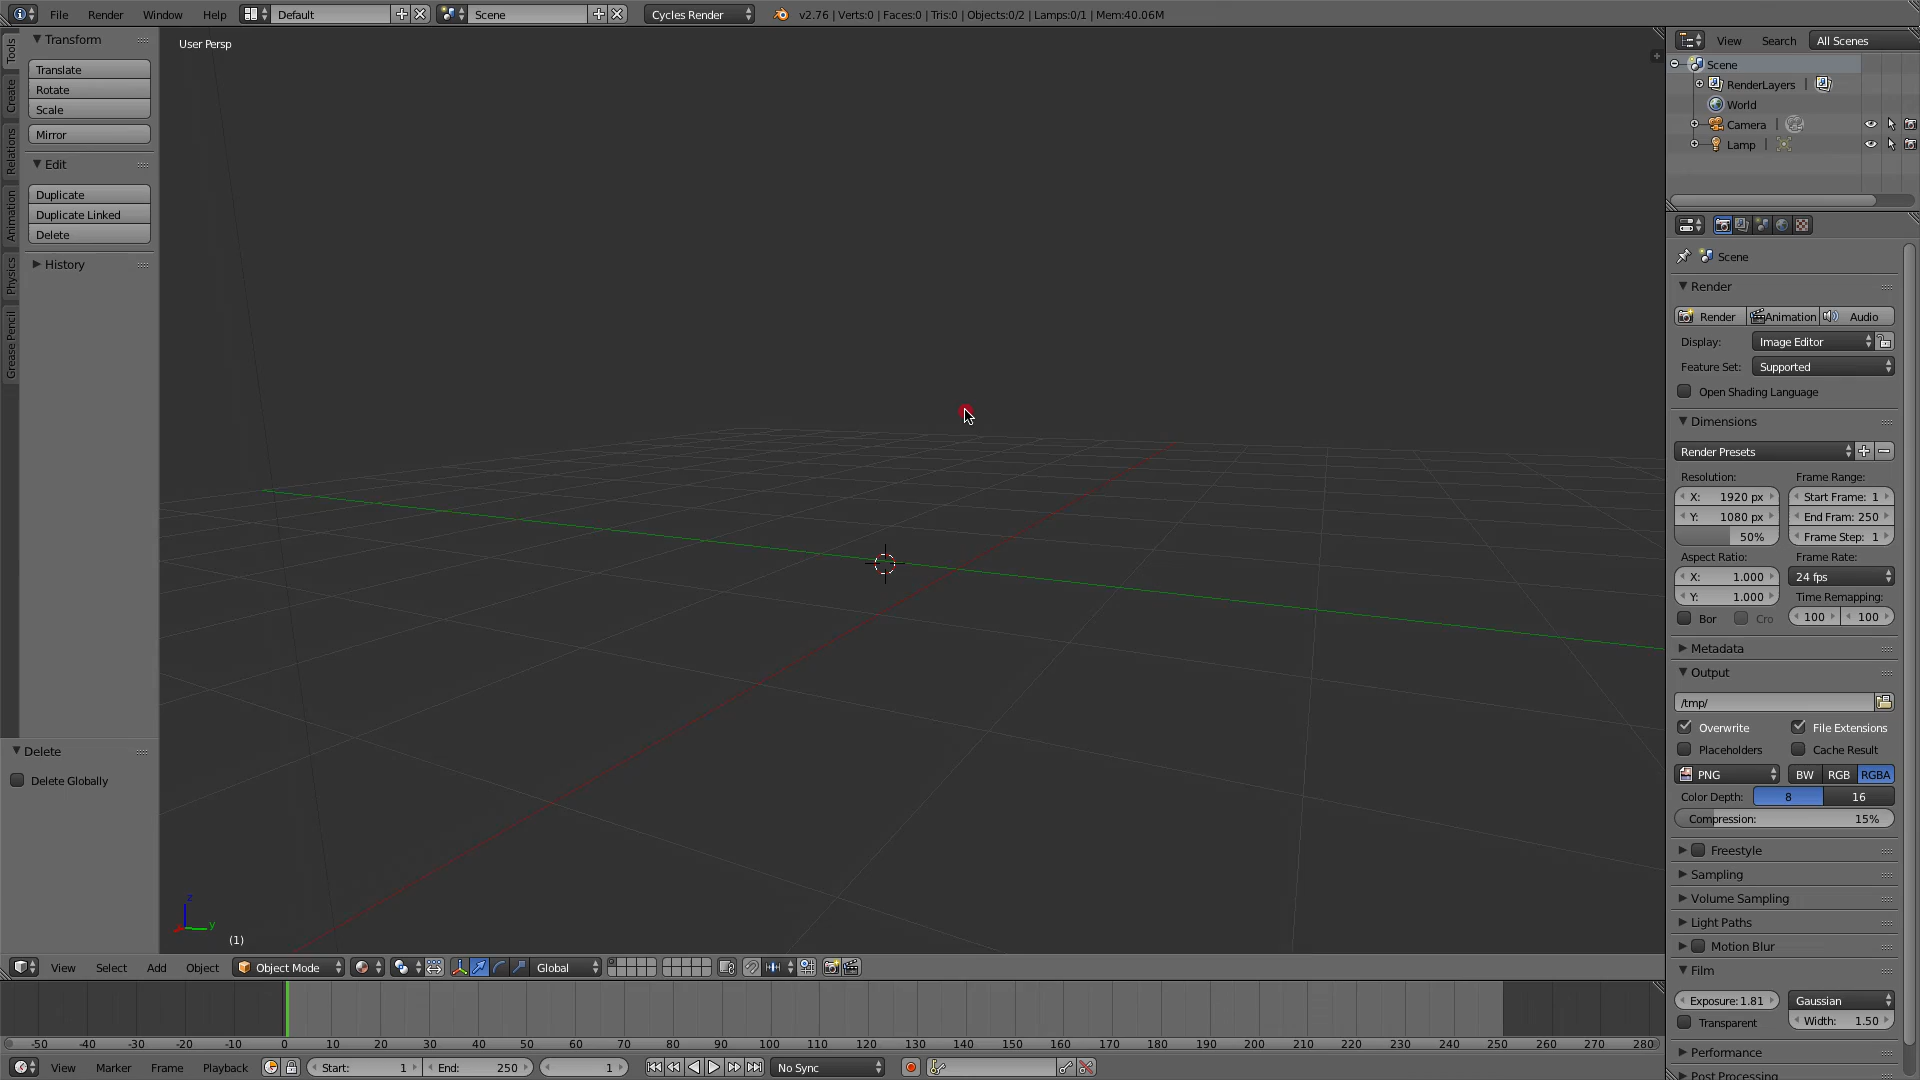 File Render Window Help Default Scene Cycles Render v2.76 | Verts:0 | Faces:0 | Tris:0 | Objects:0/2 | Lamps:0/1 | Mem:40.06M
Tools
Create
Relations
Animation
Physics
Grease Pencil
Transform
Translate
Rotate
Scale
Mirror
Edit
Duplicate
Duplicate Linked
Delete
History
Delete
Delete Globally
User Persp
z
y
(1)
View Select Add Object Object Mode Global
-50 -40 -30 -20 -10 0 10 20 30 40 50 60 70 80 90 100 110 120 130 140 150 160 170 180 190 200 210 220 230 240 250 260 270 280
View Marker Frame Playback Start: 1 End: 250 1 No Sync
View Search All Scenes
Scene
RenderLayers |
World
Camera |
Lamp |
Scene
Render
Render Animation Audio
Display: Image Editor
Feature Set: Supported
Open Shading Language
Dimensions
Render Presets
Resolution: Frame Range:
X: 1920 px Start Frame: 1
Y: 1080 px End Fram: 250
50% Frame Step: 1
Aspect Ratio: Frame Rate:
X: 1.000 24 fps
Y: 1.000 Time Remapping:
Bor Cro 100 100
Metadata
Output
/tmp/
Overwrite File Extensions
Placeholders Cache Result
PNG BW RGB RGBA
Color Depth: 8 16
Compression: 15%
Freestyle
Sampling
Volume Sampling
Light Paths
Motion Blur
Film
Exposure: 1.81 Gaussian
Transparent Width: 1.50
Performance
Post Processing